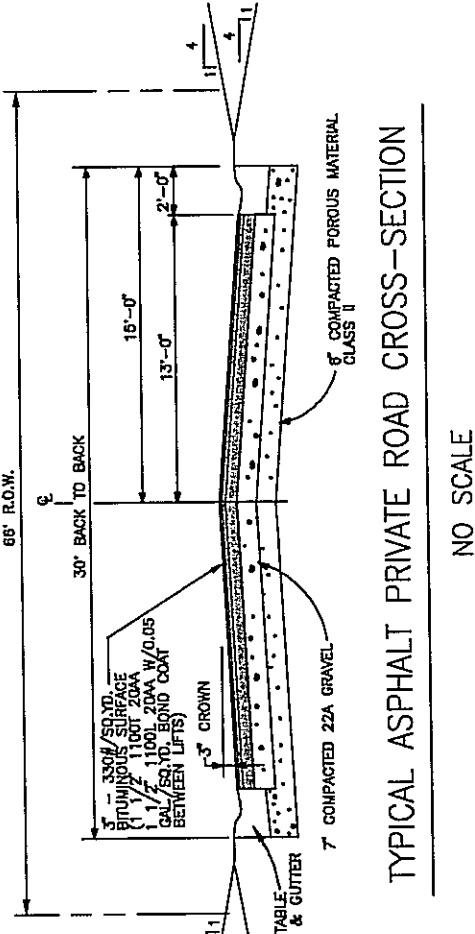 66' R.O.W.
℄
30' BACK TO BACK
15'-0"
13'-0"
2'-0"
4
1
4
1
1
3" - 330#/SQ.YD.
BITUMINOUS SURFACE
(1 1/2" 1100T 20AA
1 1/2" 1100L 20AA W/0.05
GAL/SQ.YD. BOND COAT
BETWEEN LIFTS)
3" CROWN
TABLE
& GUTTER
7" COMPACTED 22A GRAVEL
8" COMPACTED POROUS MATERIAL
CLASS II
TYPICAL ASPHALT PRIVATE ROAD CROSS-SECTION
NO SCALE